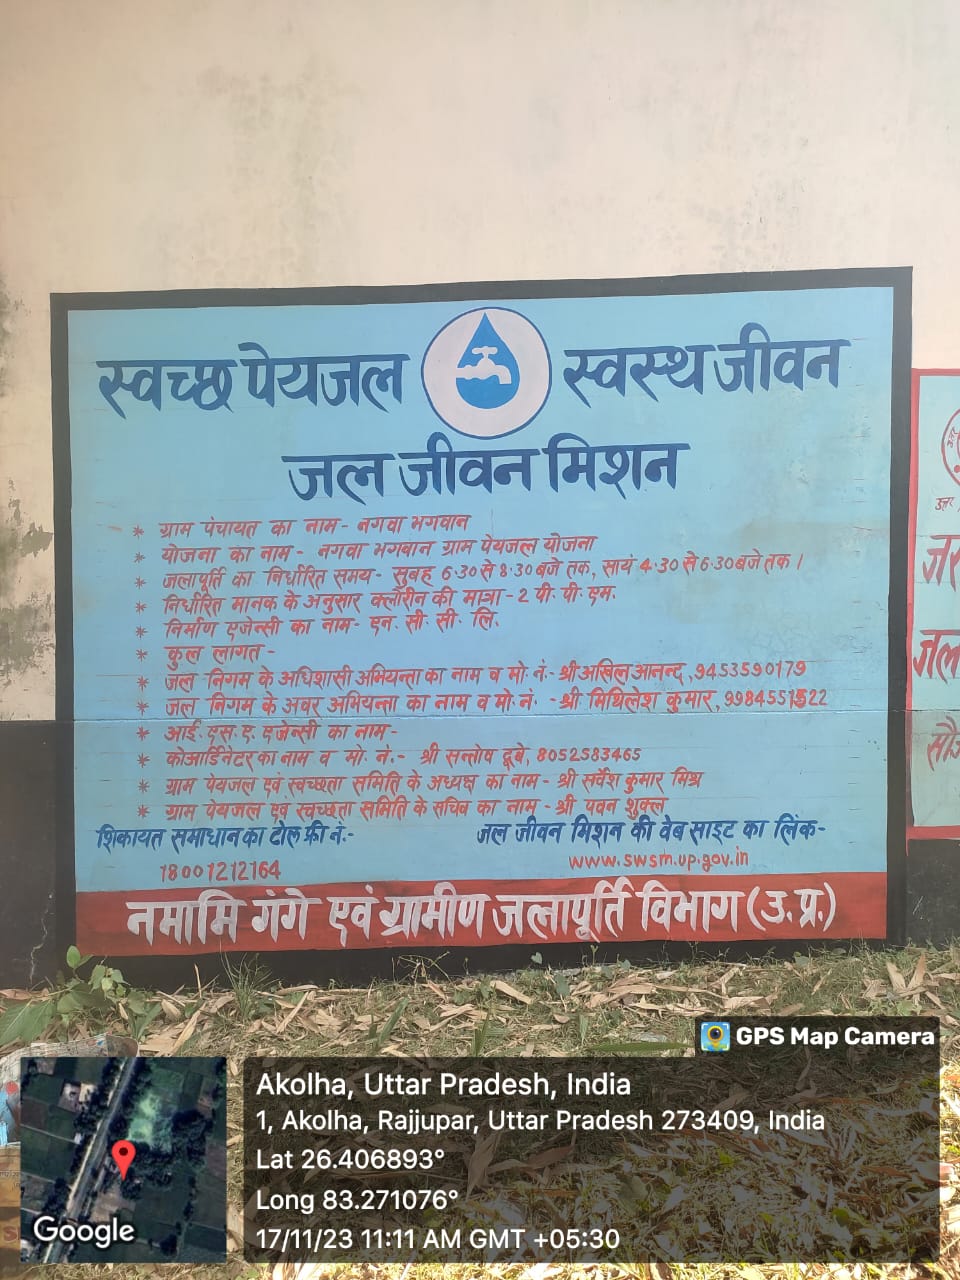 स्वच्छ पेयजल स्वस्थ जीवन
जल जीवन मिशन
* ग्राम पंचायत का नाम- नगवा भगवान
* योजना का नाम- नगवा भगवान ग्राम पेयजल योजना
* जलापूर्ति का निर्धारित समय- सुबह 6.30 से 8.30 बजे तक, सायं 4.30 से 6.30 बजे तक।
* निर्धारित मानक के अनुसार क्लोरीन की मात्रा- 2 पी. पी. एम.
* निर्माण एजेन्सी का नाम- एन. सी. सी. लि.
* कुल लागत-
* जल निगम के अधिशासी अभियन्ता का नाम व मो. नं.- श्री अखिल आनन्द, 9453590179
* जल निगम के अवर अभियन्ता का नाम व मो. नं. - श्री मिथिलेश कुमार, 9984551522
* आई. एस. ए. एजेन्सी का नाम-
* कोआर्डिनेटर का नाम व मो. नं.- श्री सन्तोष दूबे, 8052583465
* ग्राम पेयजल एवं स्वच्छता समिति के अध्यक्ष का नाम- श्री सर्वेश कुमार मिश्र
* ग्राम पेयजल एवं स्वच्छता समिति के सचिव का नाम- श्री पवन शुक्ल
शिकायत समाधान का टोल फ्री नं.-
18001212164
जल जीवन मिशन की वेब साइट का लिंक-
www.swsm.up.gov.in
नमामि गंगे एवं ग्रामीण जलापूर्ति विभाग (उ. प्र.)
GPS Map Camera
Akolha, Uttar Pradesh, India
1, Akolha, Rajjupar, Uttar Pradesh 273409, India
Lat 26.406893°
Long 83.271076°
17/11/23 11:11 AM GMT +05:30
Google